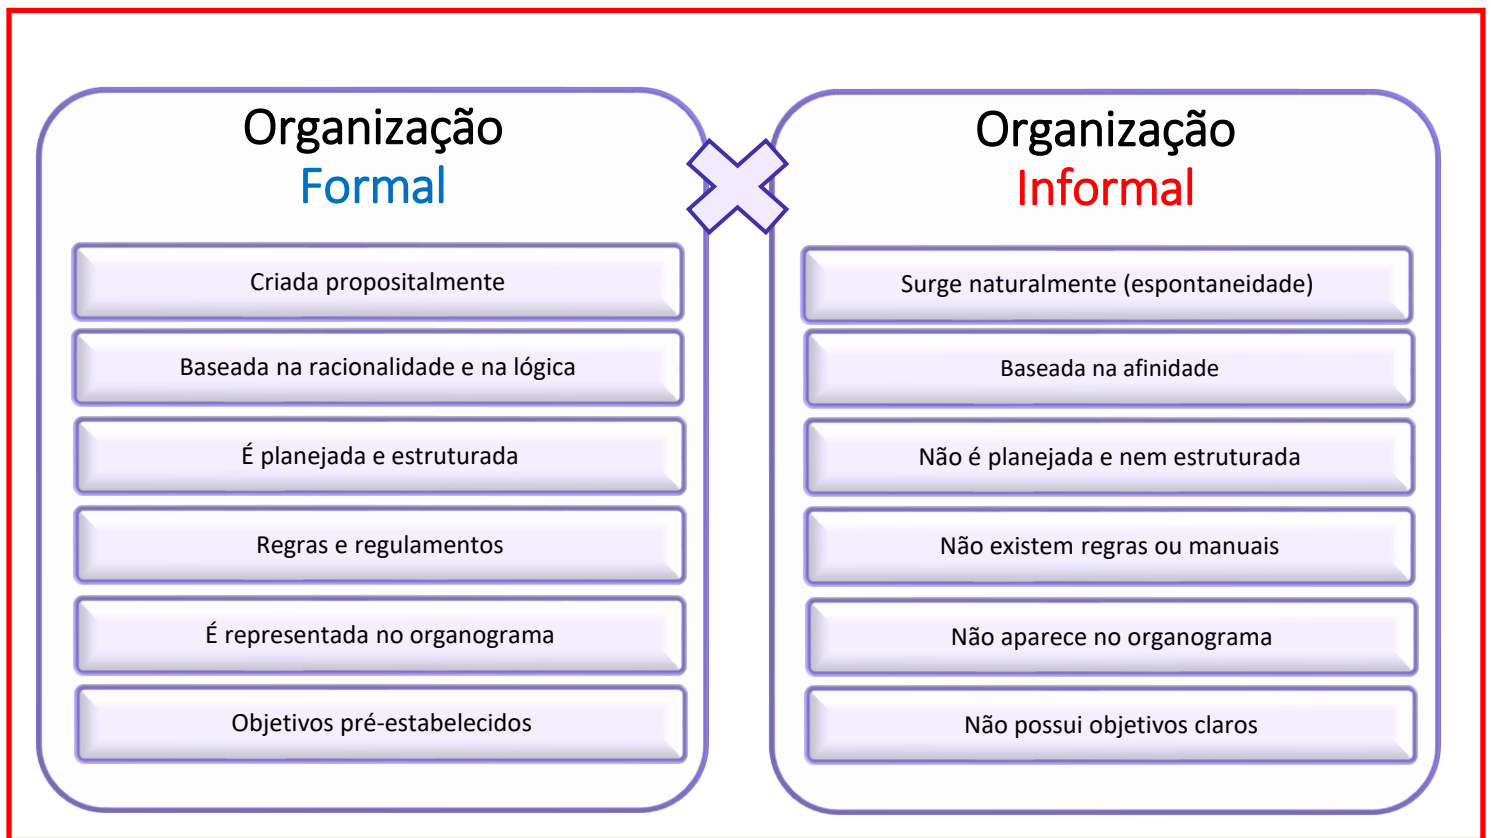 Organização
Formal
Criada propositalmente
Baseada na racionalidade e na lógica
É planejada e estruturada
Regras e regulamentos
É representada no organograma
Objetivos pré-estabelecidos
Organização
Informal
Surge naturalmente (espontaneidade)
Baseada na afinidade
Não é planejada e nem estruturada
Não existem regras ou manuais
Não aparece no organograma
Não possui objetivos claros